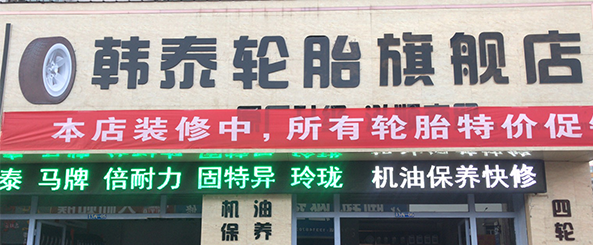 韩泰轮胎旗舰店
本店装修中,所有轮胎特价促
泰 马牌 倍耐力 固特异 玲珑 机油保养快修
机油
保养
四
轮